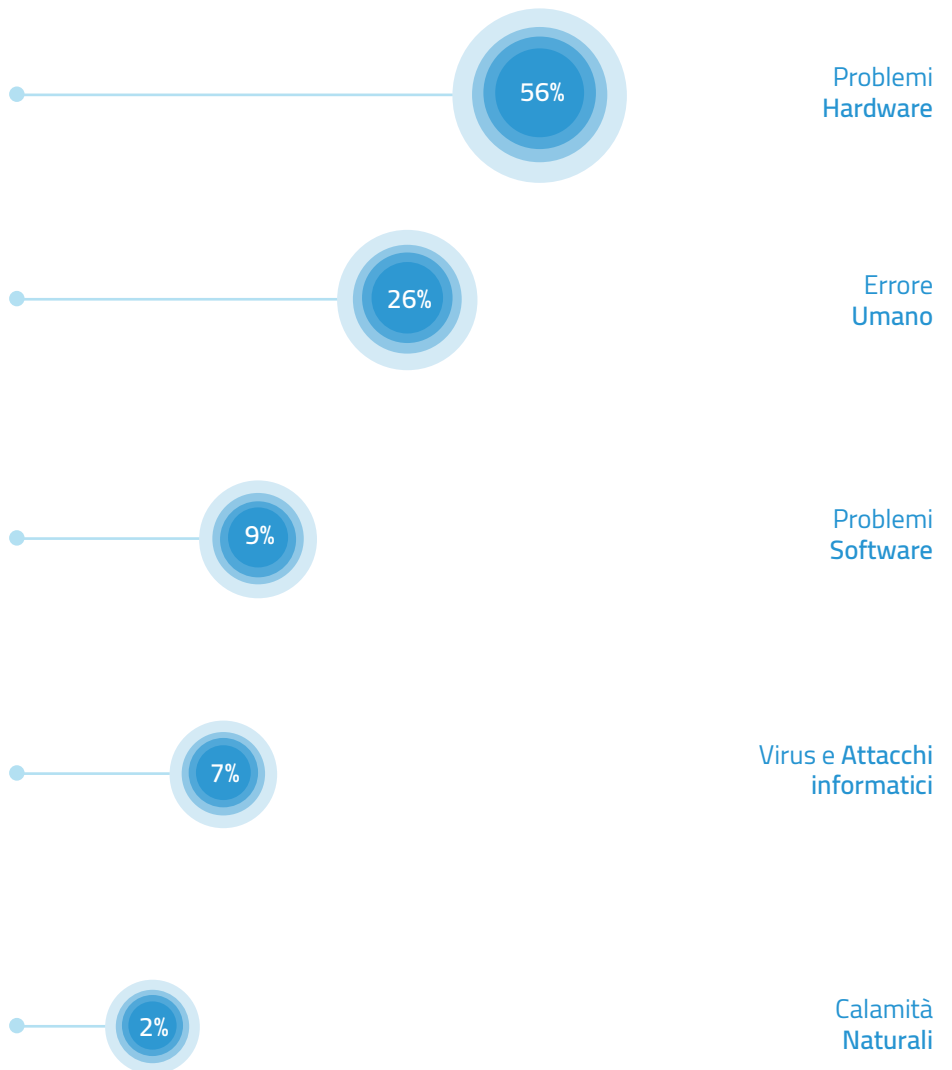 56%
Problemi
Hardware
26%
Errore
Umano
9%
Problemi
Software
7%
Virus e Attacchi
informatici
2%
Calamità
Naturali